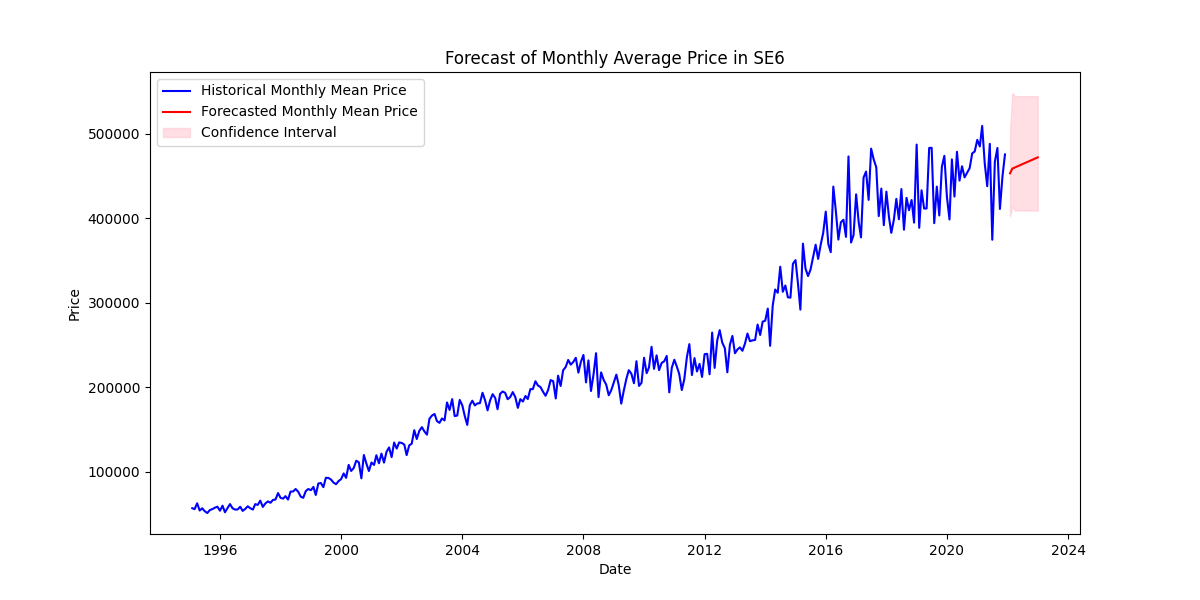 Forecast of Monthly Average Price in SE6
Historical Monthly Mean Price
Forecasted Monthly Mean Price
Confidence Interval
Price
500000
400000
300000
200000
100000
1996 2000 2004 2008 2012 2016 2020 2024
Date